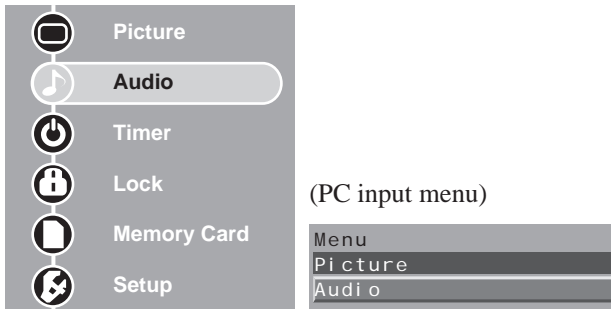 Picture
Audio
Timer
Lock
Memory Card
Setup
(PC input menu)
Menu
Picture
Audio